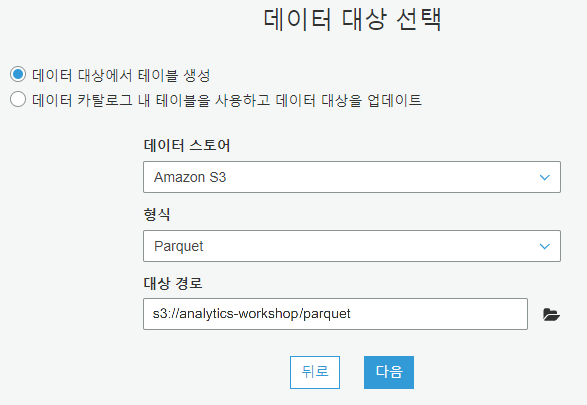 데이터 대상 선택
데이터 대상에서 테이블 생성
데이터 카탈로그 내 테이블을 사용하고 데이터 대상을 업데이트
데이터 스토어
Amazon S3
형식
Parquet
대상 경로
s3://analytics-workshop/parquet
뒤로 다음